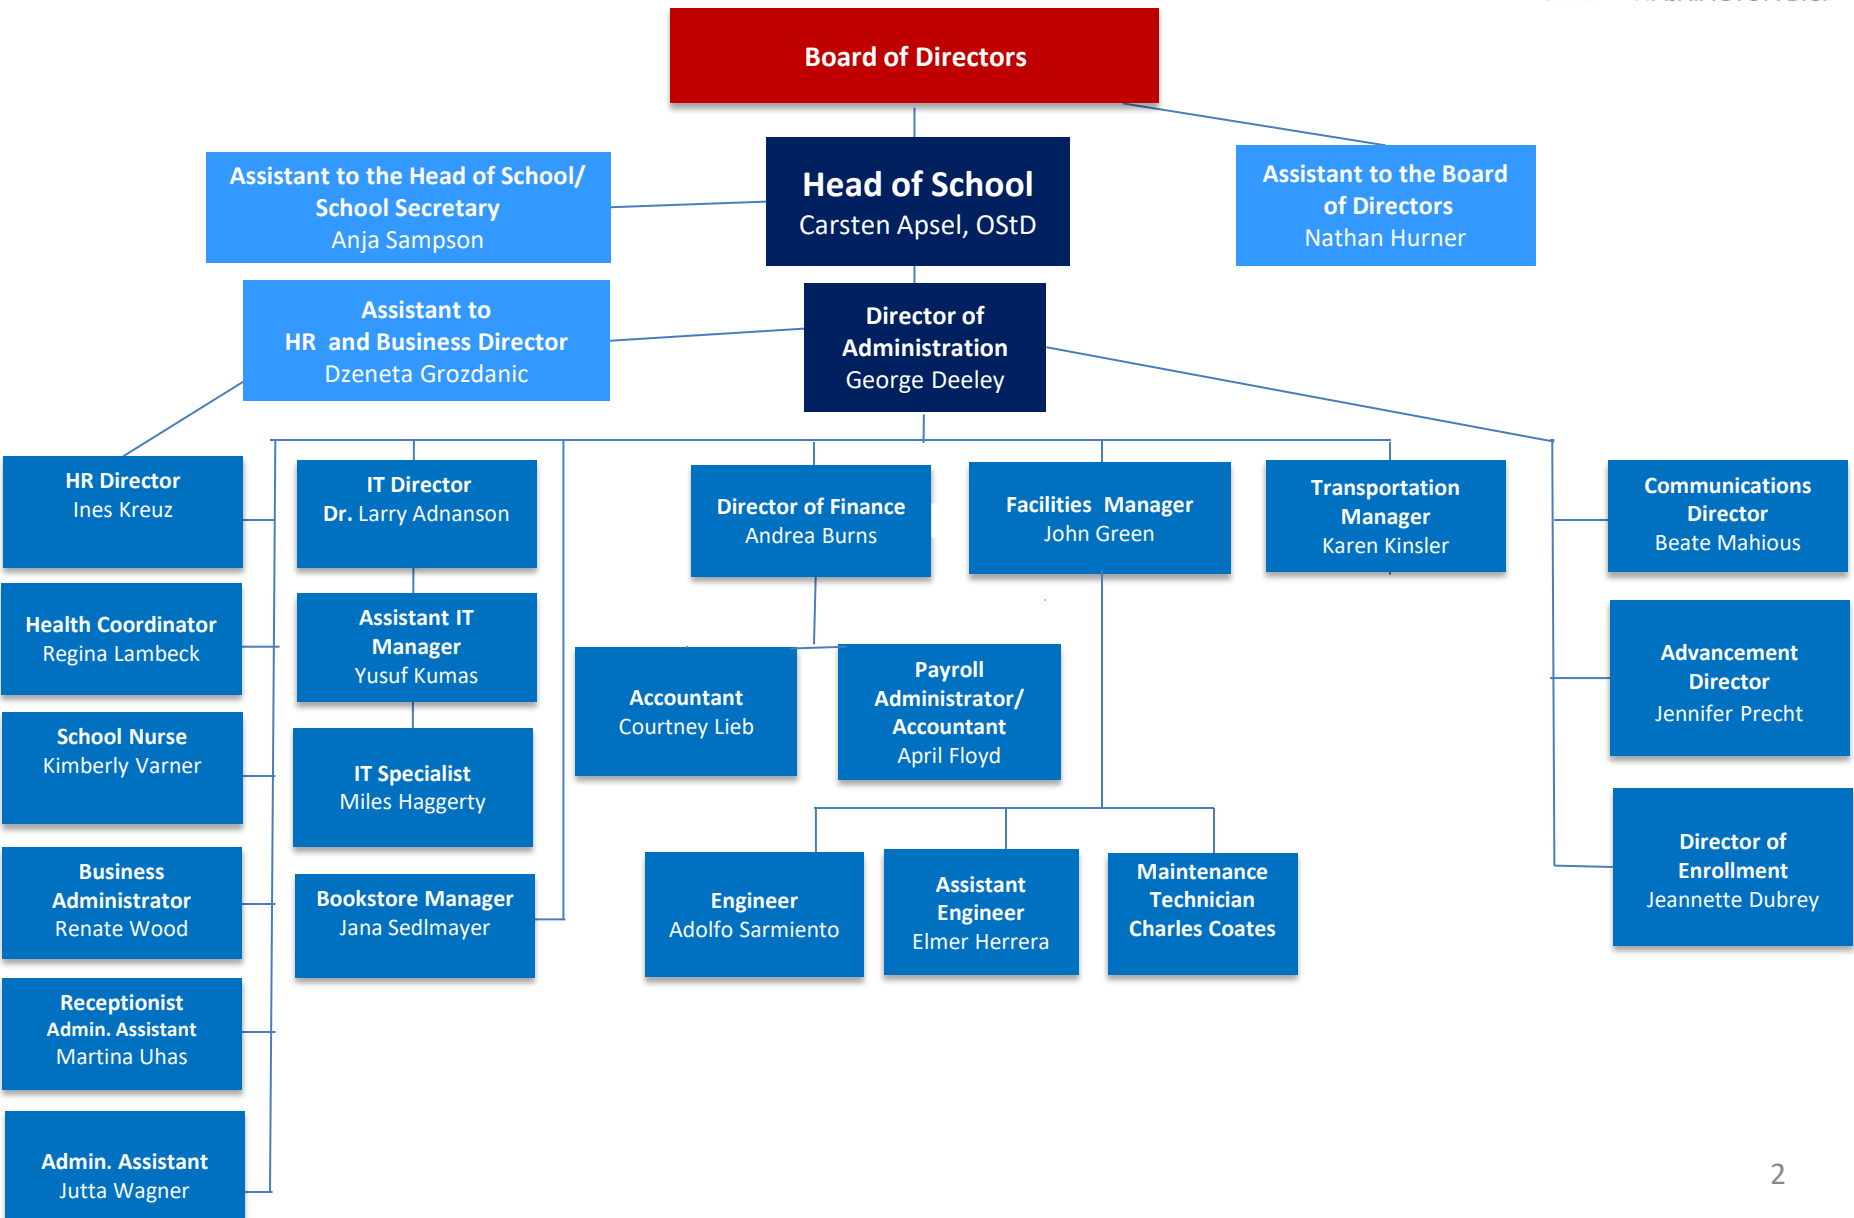 Board of Directors
Assistant to the Head of School/
School Secretary
Anja Sampson
Head of School
Carsten Apsel, OStD
Assistant to the Board
of Directors
Nathan Hurner
Assistant to
HR and Business Director
Dzeneta Grozdanic
Director of
Administration
George Deeley
HR Director
Ines Kreuz
IT Director
Dr. Larry Adnanson
Director of Finance
Andrea Burns
Facilities Manager
John Green
Transportation
Manager
Karen Kinsler
Communications
Director
Beate Mahious
Health Coordinator
Regina Lambeck
Assistant IT
Manager
Yusuf Kumas
Accountant
Courtney Lieb
Payroll
Administrator/
Accountant
April Floyd
Advancement
Director
Jennifer Precht
School Nurse
Kimberly Varner
IT Specialist
Miles Haggerty
Business
Administrator
Renate Wood
Bookstore Manager
Jana Sedlmayer
Engineer
Adolfo Sarmiento
Assistant
Engineer
Elmer Herrera
Maintenance
Technician
Charles Coates
Director of
Enrollment
Jeannette Dubrey
Receptionist
Admin. Assistant
Martina Uhas
Admin. Assistant
Jutta Wagner
2